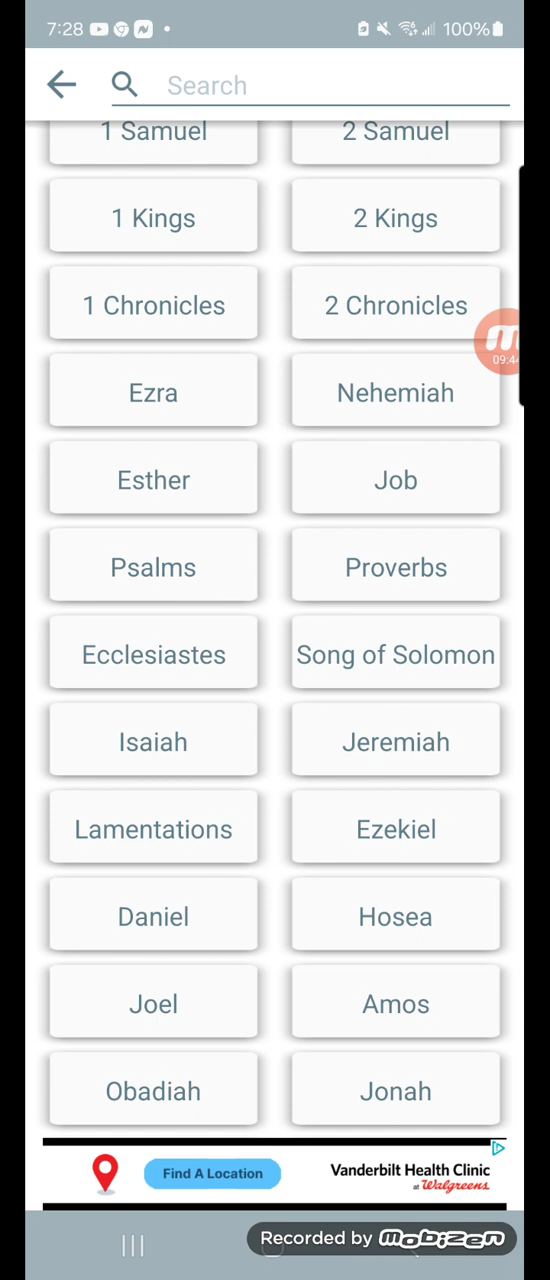 7:28 100%
Search
1 Samuel 2 Samuel
1 Kings 2 Kings
1 Chronicles 2 Chronicles
09:44
Ezra Nehemiah
Esther Job
Psalms Proverbs
Ecclesiastes Song of Solomon
Isaiah Jeremiah
Lamentations Ezekiel
Daniel Hosea
Joel Amos
Obadiah Jonah
Find A Location Vanderbilt Health Clinic
at Walgreens
Recorded by mobizen